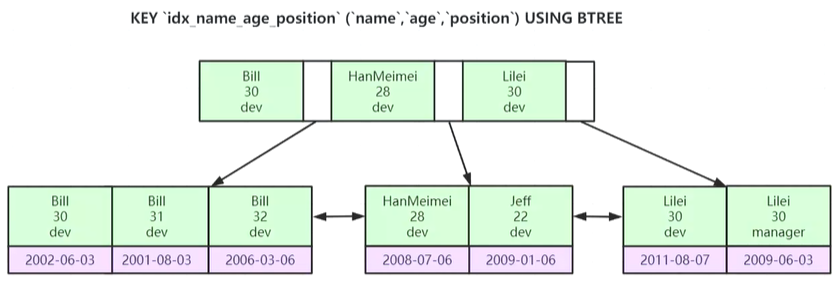 KEY `idx_name_age_position` (`name`,`age`,`position`) USING BTREE
Bill
30
dev
HanMeimei
28
dev
Lilei
30
dev
Bill
30
dev
2002-06-03
Bill
31
dev
2001-08-03
Bill
32
dev
2006-03-06
HanMeimei
28
dev
2008-07-06
Jeff
22
dev
2009-01-06
Lilei
30
dev
2011-08-07
Lilei
30
manager
2009-06-03